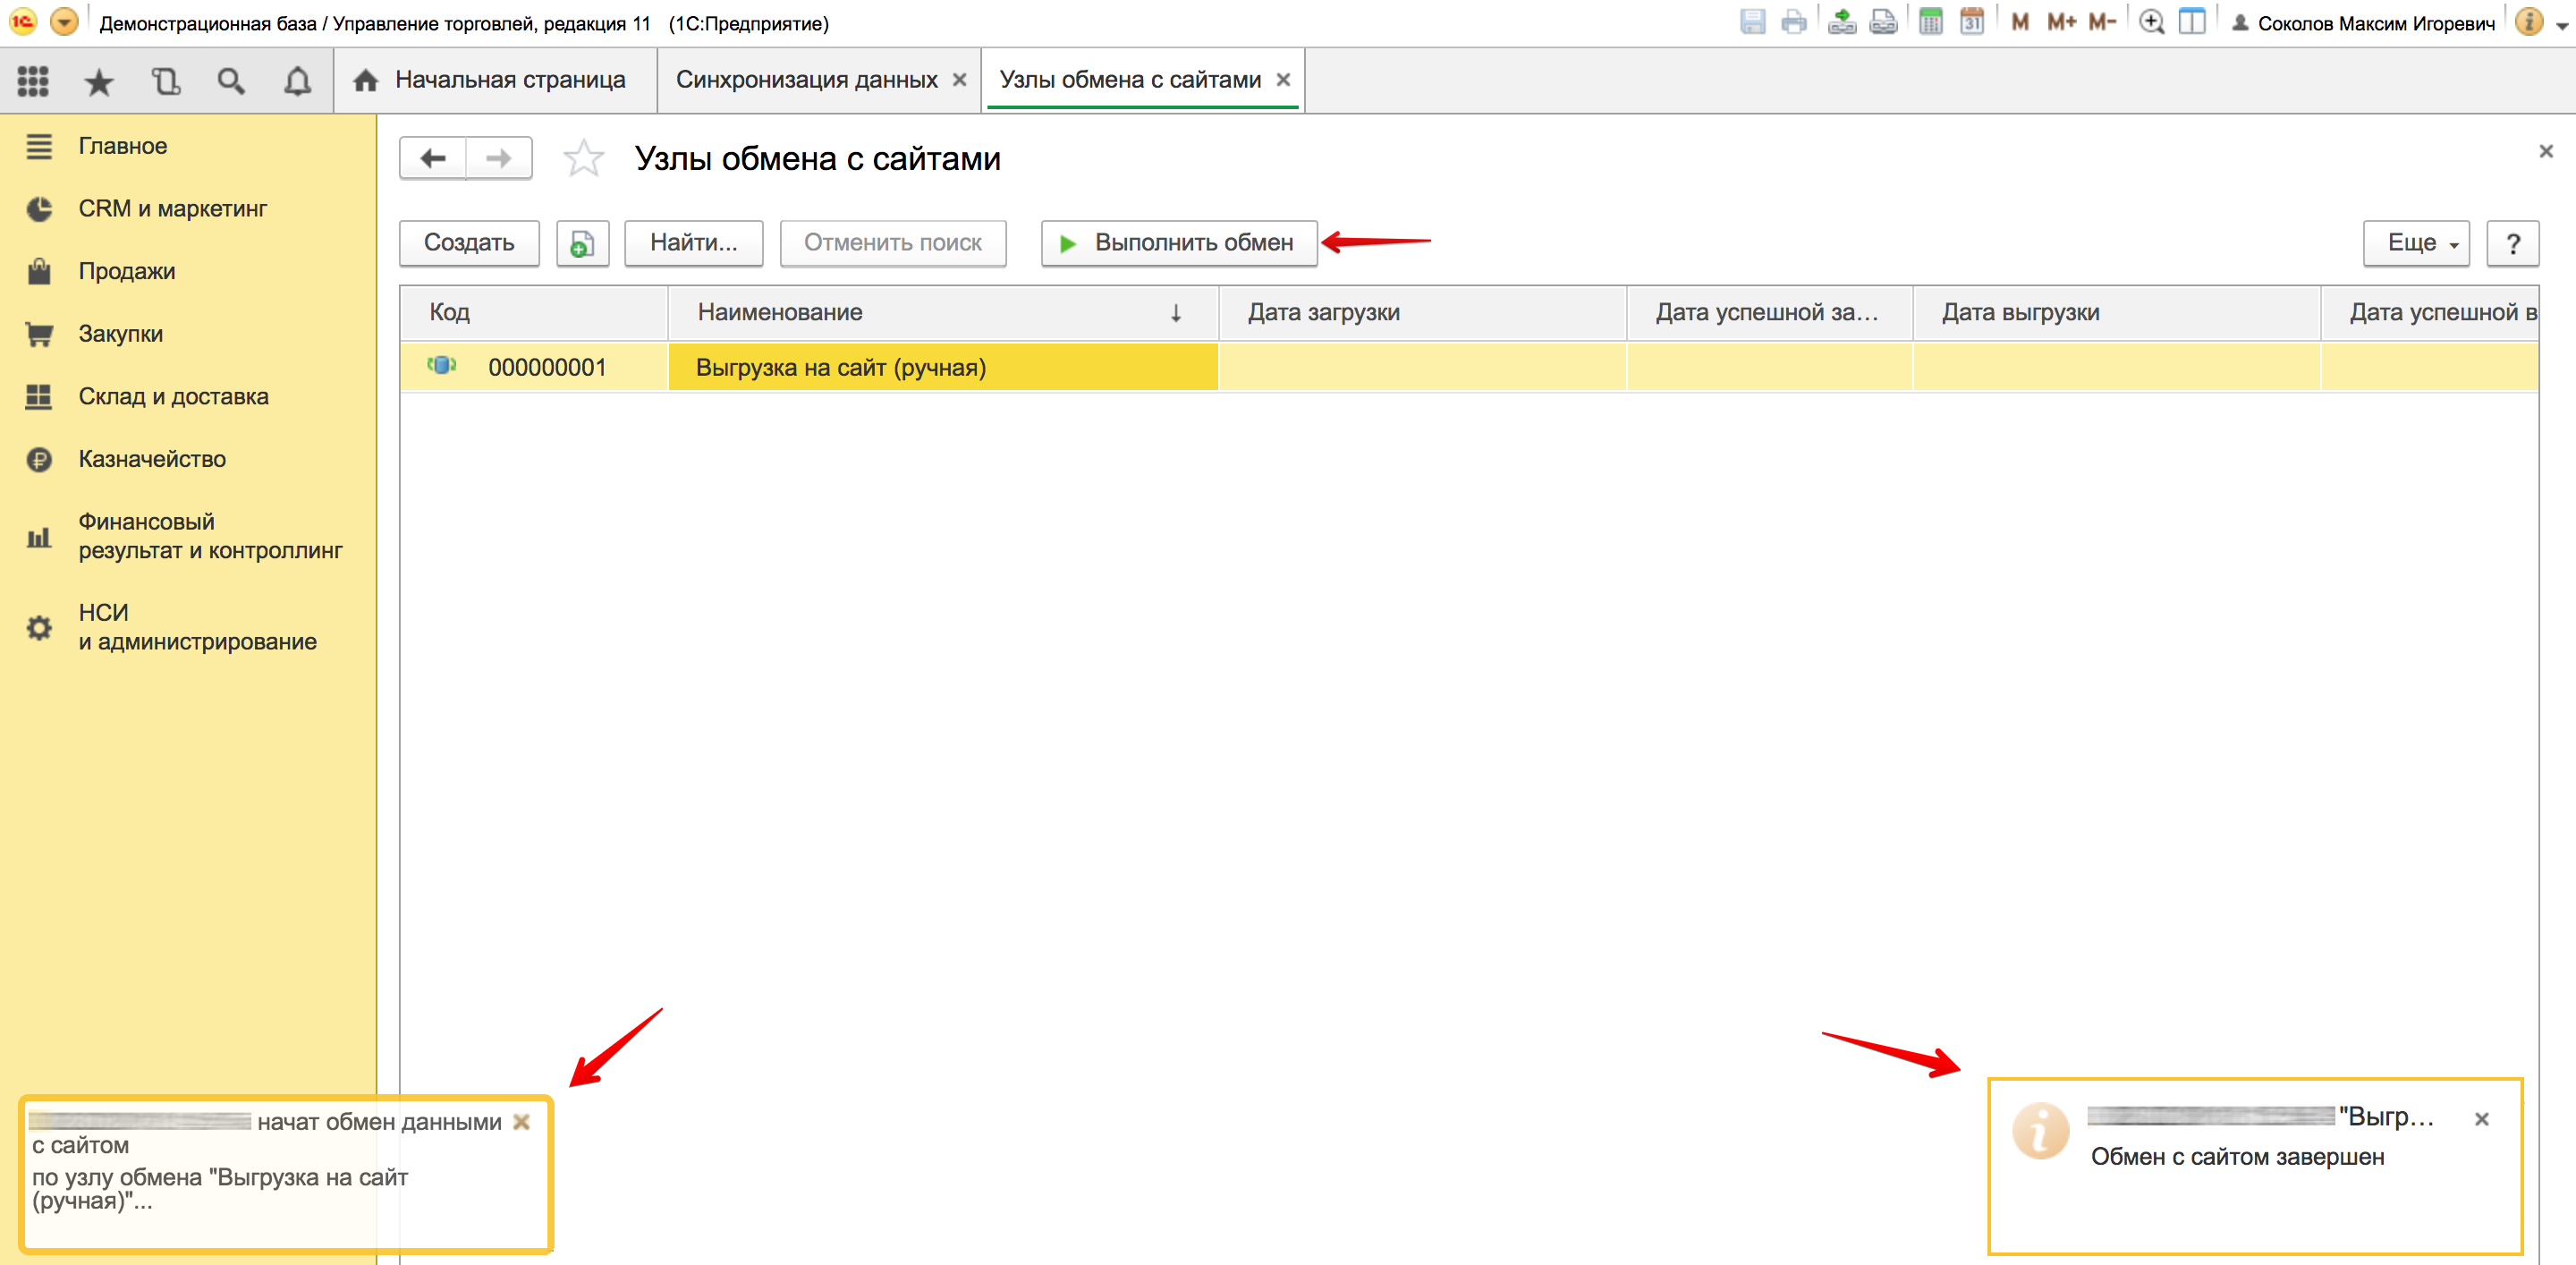 Демонстрационная база / Управление торговлей, редакция 11 (1С:Предприятие)
31 M M+ M- Соколов Максим Игоревич
Начальная страница
Синхронизация данных
Узлы обмена с сайтами
Главное
CRM и маркетинг
Продажи
Закупки
Склад и доставка
Казначейство
Финансовый
результат и контроллинг
НСИ
и администрирование
Узлы обмена с сайтами
Создать
Найти...
Отменить поиск
Выполнить обмен
Еще
?
Код
Наименование
Дата загрузки
Дата успешной за...
Дата выгрузки
Дата успешной в
000000001
Выгрузка на сайт (ручная)
начат обмен данными
с сайтом
по узлу обмена "Выгрузка на сайт
(ручная)"...
"Выгр...
Обмен с сайтом завершен